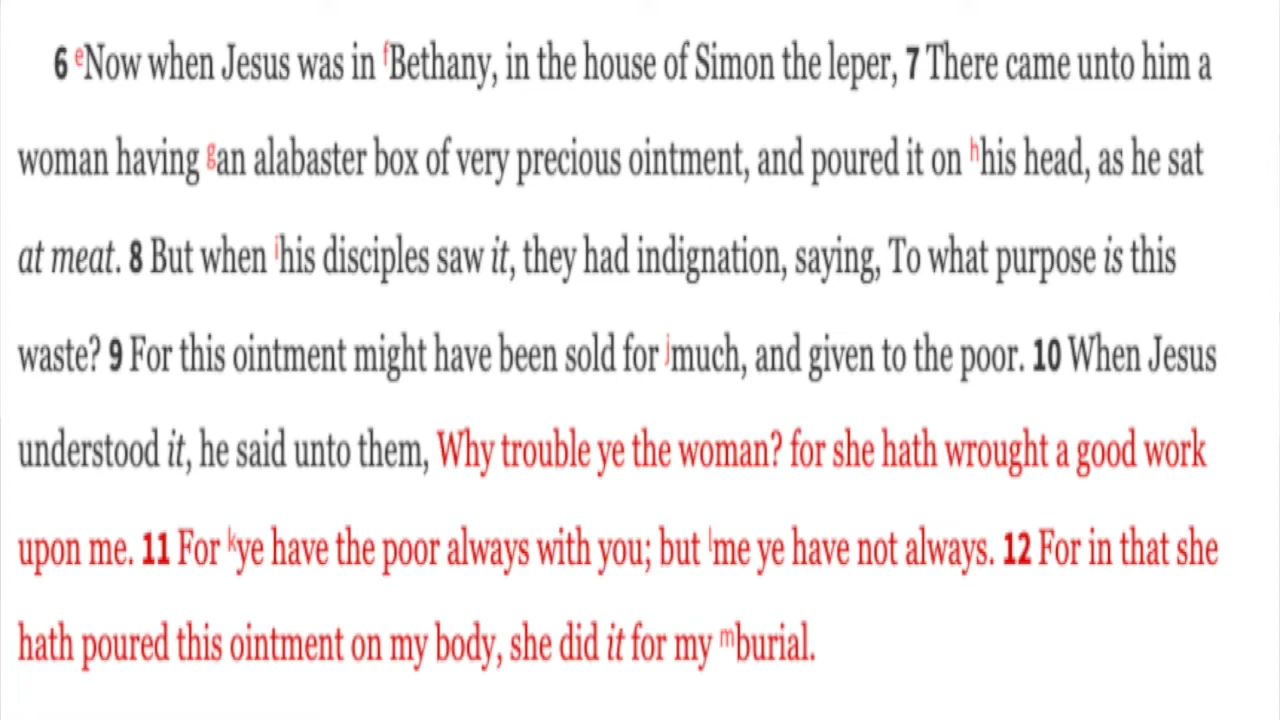 6 eNow when Jesus was in fBethany, in the house of Simon the leper, 7 There came unto him a
woman having gan alabaster box of very precious ointment, and poured it on hhis head, as he sat
at meat. 8 But when ihis disciples saw it, they had indignation, saying, To what purpose is this
waste? 9 For this ointment might have been sold for jmuch, and given to the poor. 10 When Jesus
understood it, he said unto them, Why trouble ye the woman? for she hath wrought a good work
upon me. 11 For kye have the poor always with you; but lme ye have not always. 12 For in that she
hath poured this ointment on my body, she did it for my mburial.